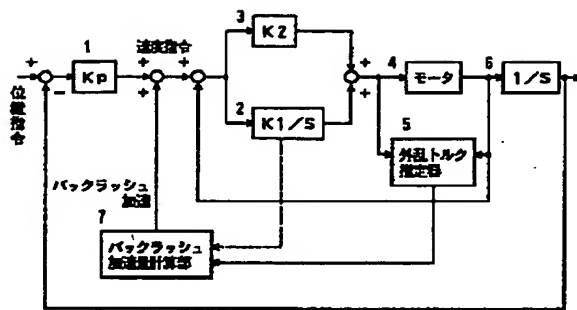 3
1
速度指令
K2
2
4
6
+
Kp
+
+
+
モータ
1/S
-
+
+
位置指令
K1/S
5
外乱トルク
推定器
バックラッシュ
加速
7
バックラッシュ
加速量計算部